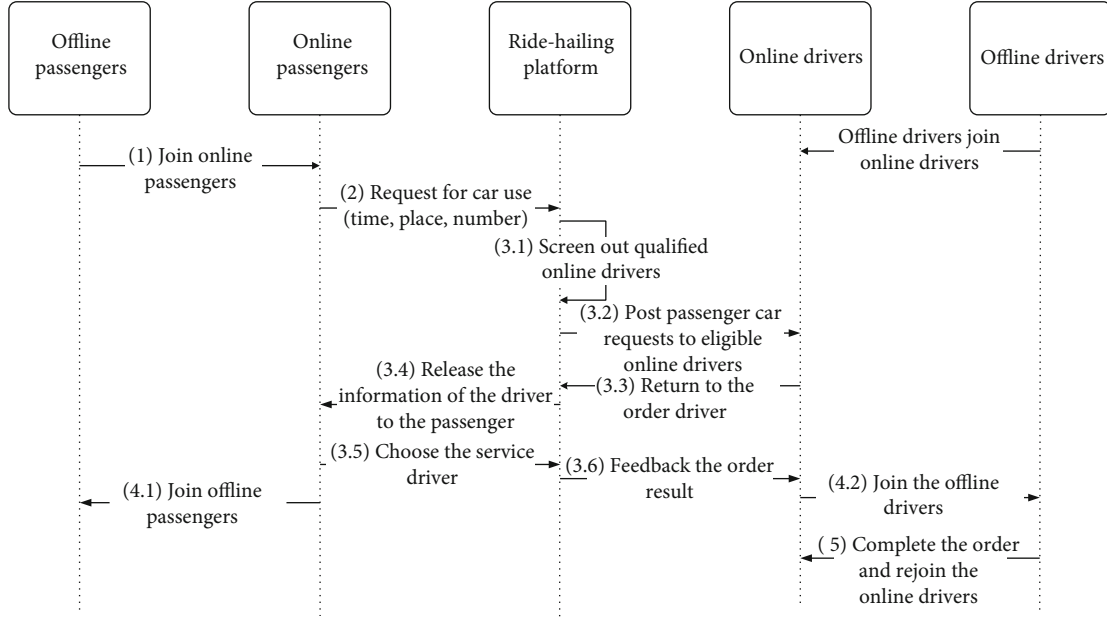 Offline
passengers
Online
passengers
Ride-hailing
platform
Online drivers
Offline drivers
(1) Join online
passengers
Offline drivers join
online drivers
(2) Request for car use
(time, place, number)
(3.1) Screen out qualified
online drivers
(3.2) Post passenger car
requests to eligible
online drivers
(3.3) Return to the
order driver
(3.4) Release the
information of the driver
to the passenger
(3.5) Choose the service
driver
(3.6) Feedback the order
result
(4.1) Join offline
passengers
(4.2) Join the offline
drivers
( 5) Complete the order
and rejoin the
online drivers